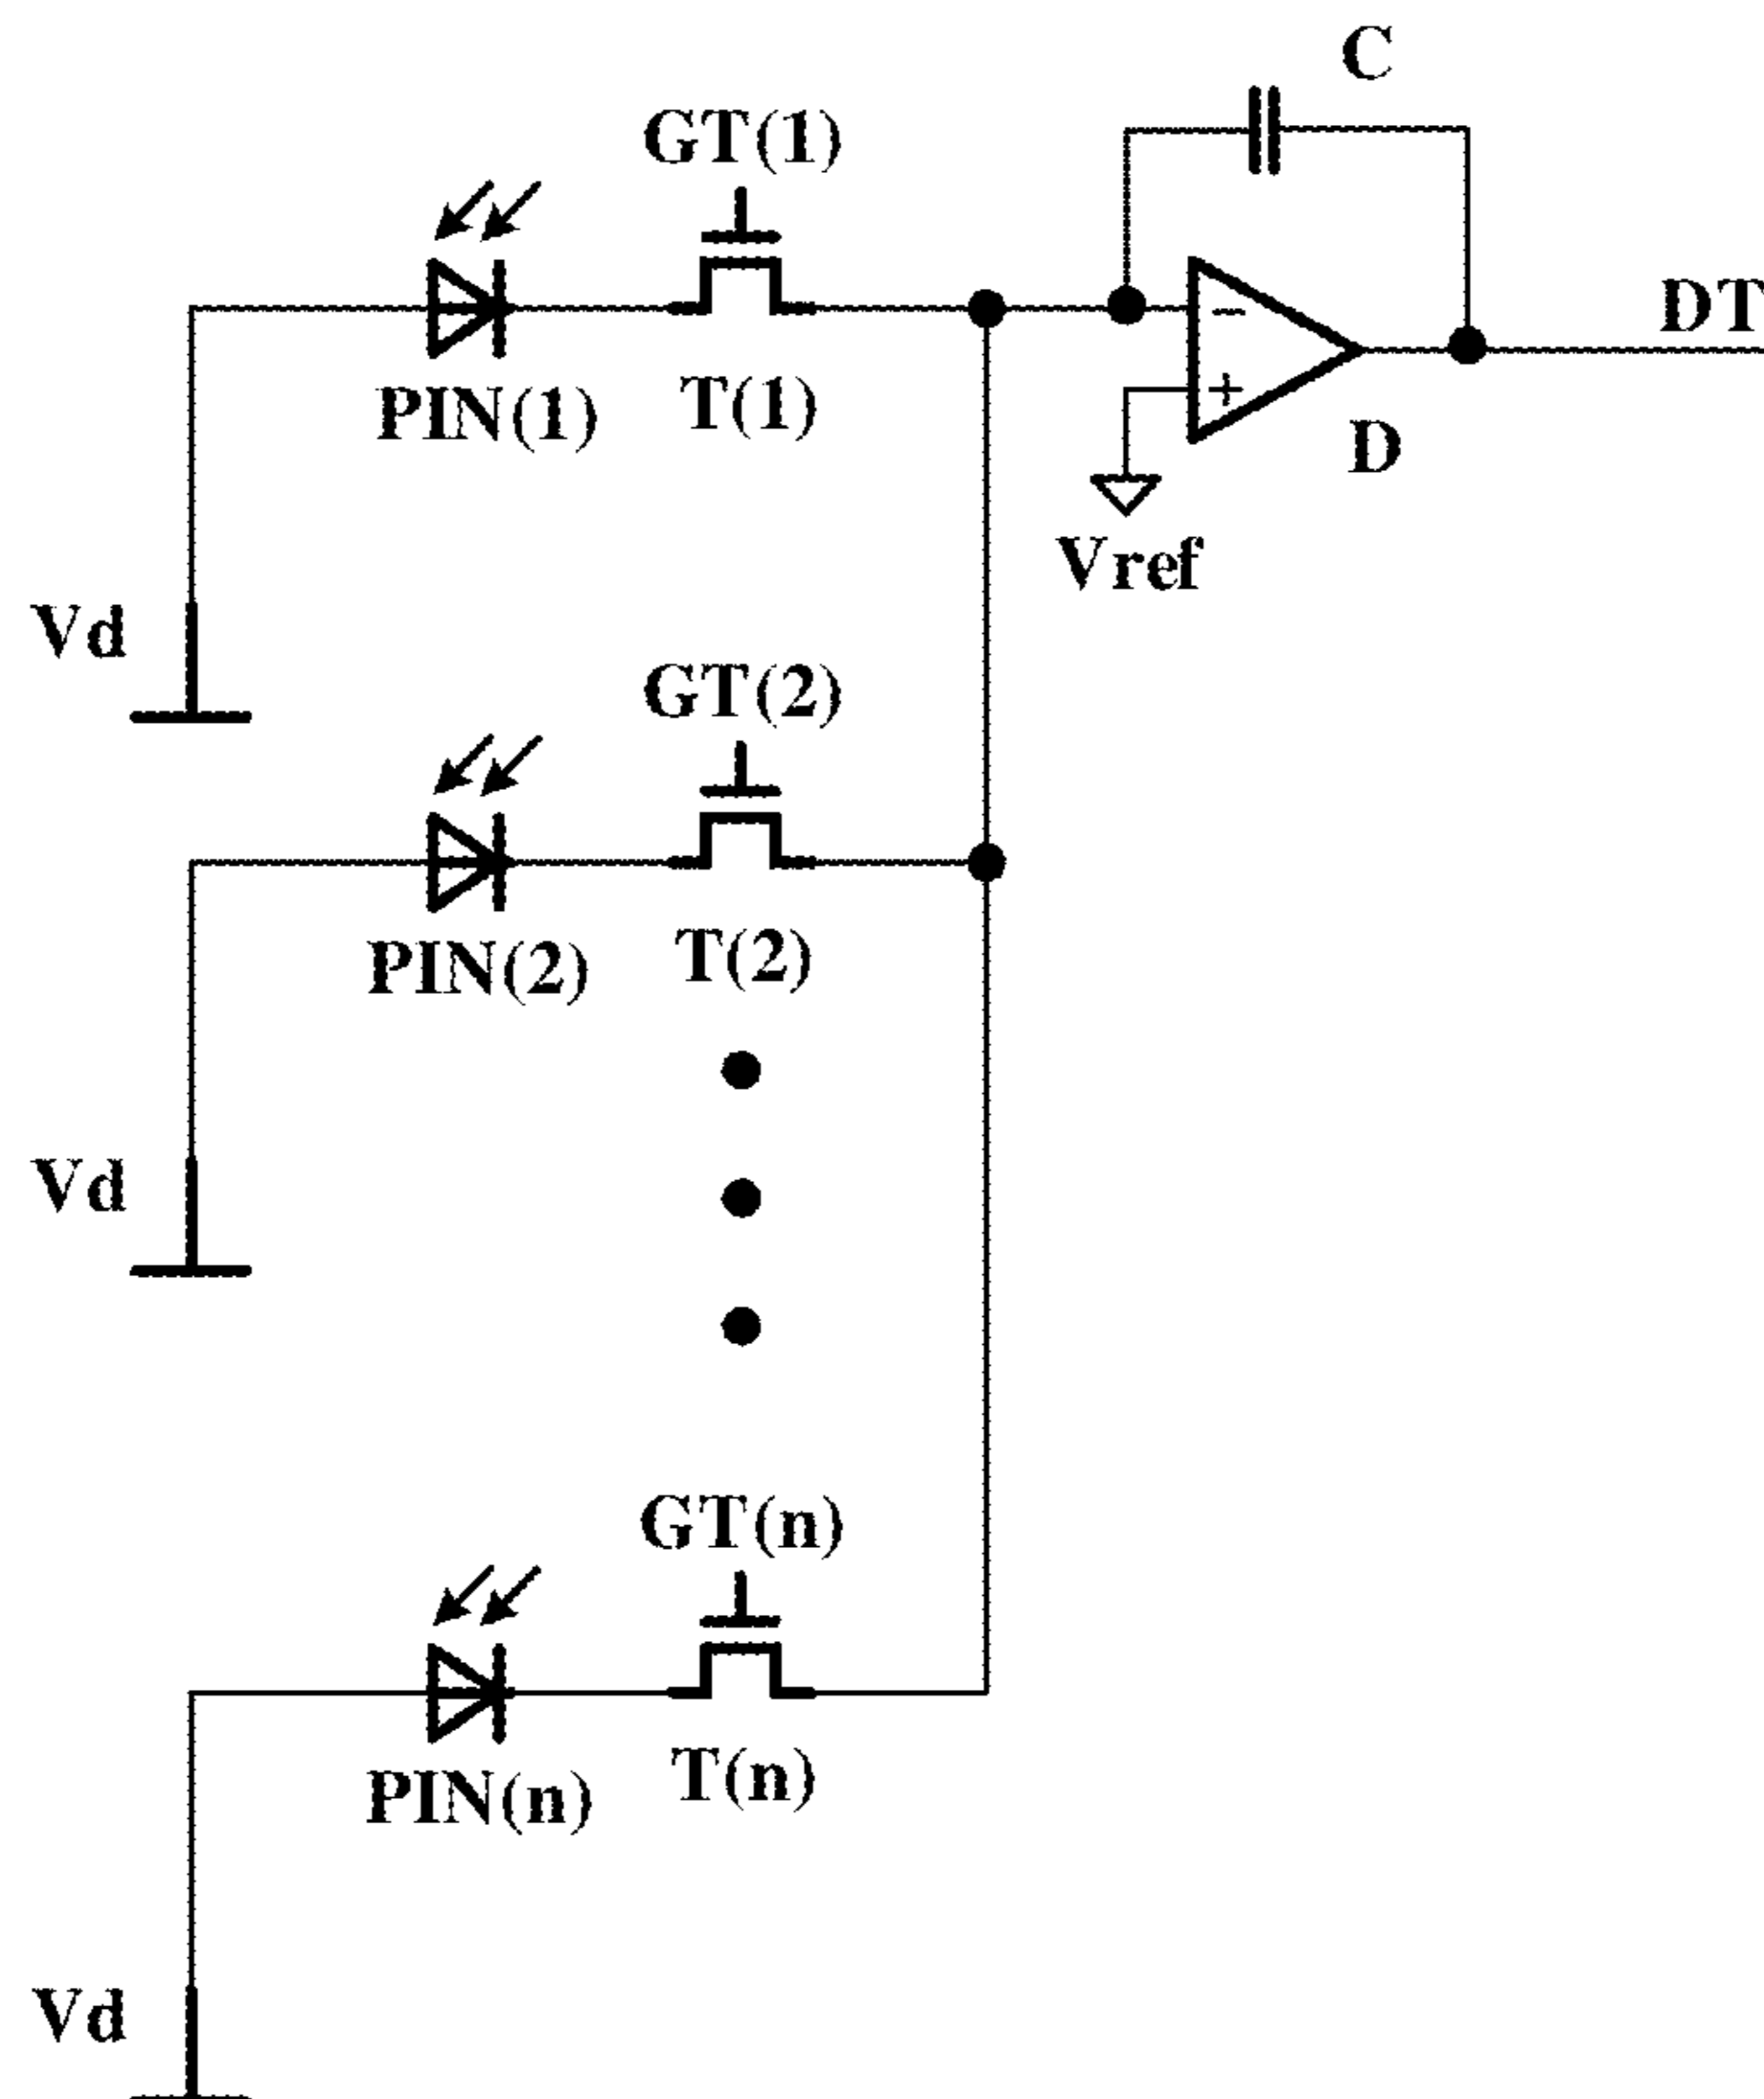 C
GT(1)
DT
PIN(1)
T(1)
-
+
D
Vref
Vd
GT(2)
PIN(2)
T(2)
Vd
GT(n)
PIN(n)
T(n)
Vd